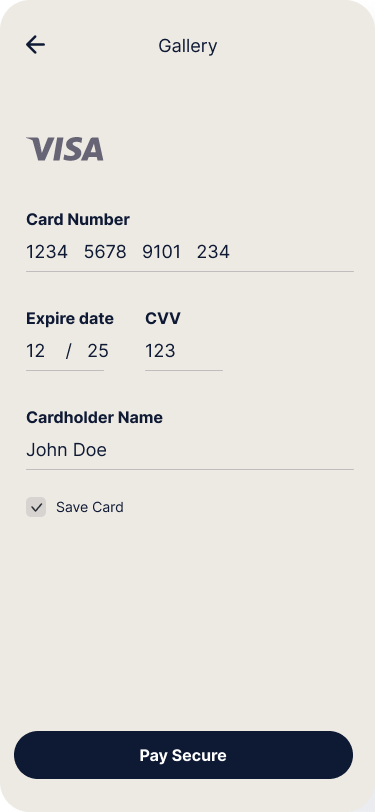 Gallery
VISA
Card Number
1234 5678 9101 234
Expire date CVV
12 / 25 123
Cardholder Name
John Doe
Save Card
Pay Secure